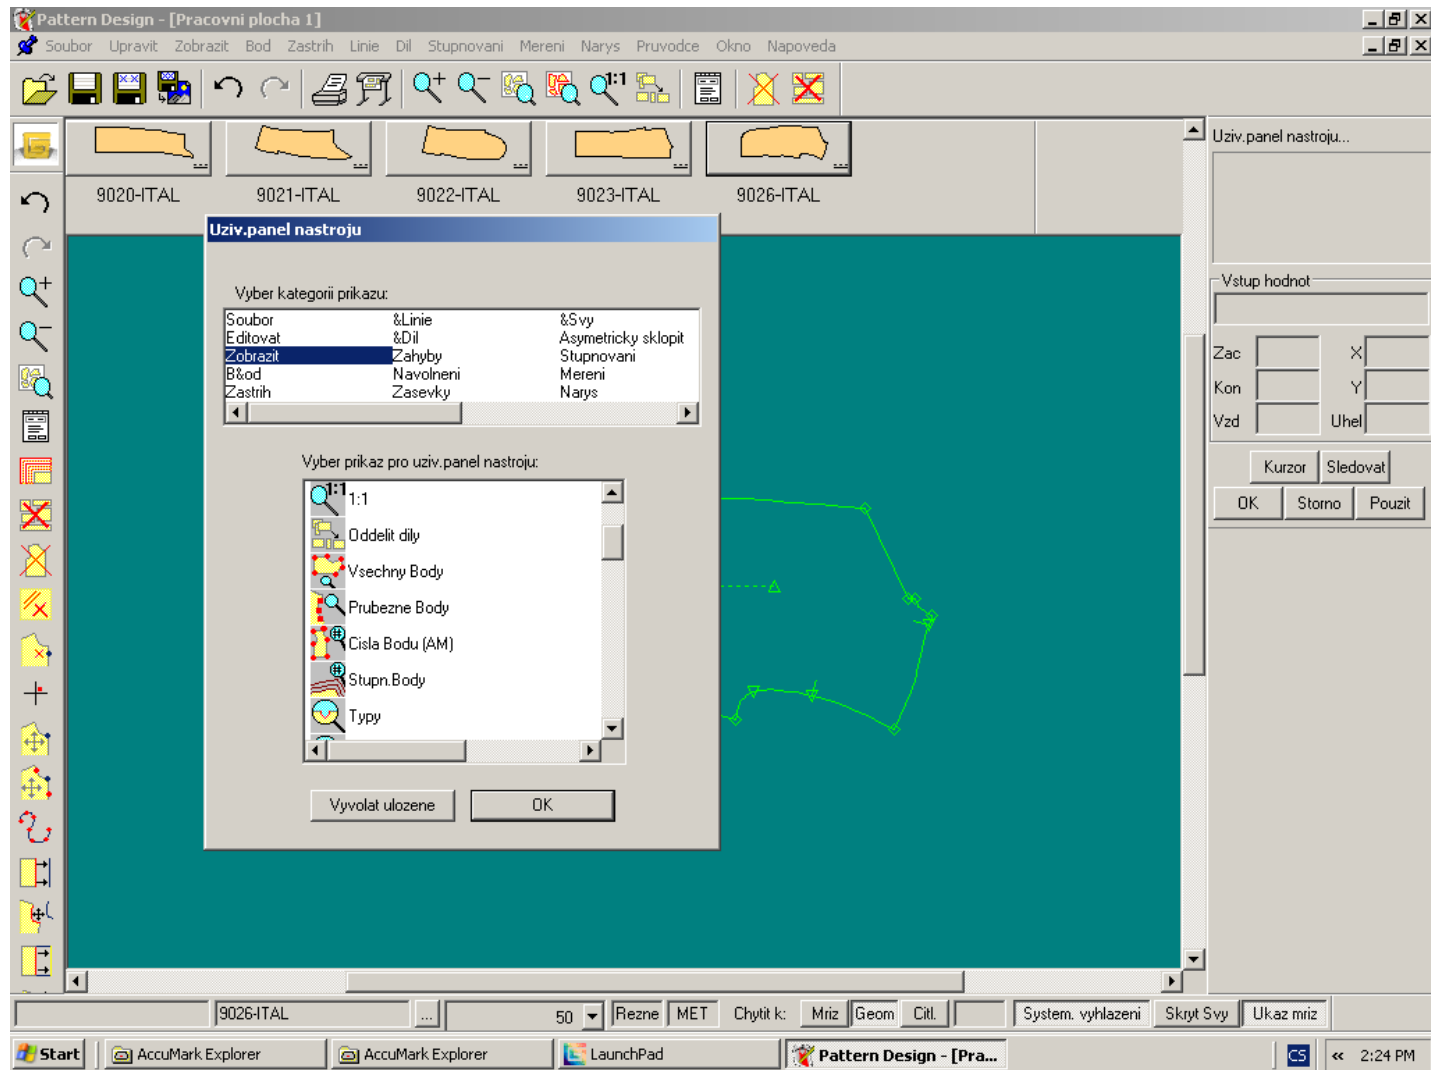 Pattern Design - [Pracovni plocha 1]
Soubor Upravit Zobrazit Bod Zastrih Linie Dil Stupnovani Mereni Narys Pruvodce Okno Napoveda
1:1
9020-ITAL 9021-ITAL 9022-ITAL 9023-ITAL 9026-ITAL
Uziv.panel nastroju...
Uziv.panel nastroju
Vyber kategorii prikazu:
Soubor &Linie &Svy
Editovat &Dil Asymetricky sklopit
Zobrazit Zahyby Stupnovani
B&od Navolneni Mereni
Zastrih Zasevky Narys
Vyber prikaz pro uziv.panel nastroju:
1:1 1:1
Oddelit dily
Vsechny Body
Prubezne Body
Cisla Bodu (AM)
Stupn.Body
Typy
Vyvolat ulozene OK
Vstup hodnot
Zac X
Kon Y
Vzd Uhel
Kurzor Sledovat
OK Storno Pouzit
9026-ITAL ... 50 Rezne MET Chytit k: Mriz Geom Citl. System. vyhlazeni Skryt Svy Ukaz mriz
Start AccuMark Explorer AccuMark Explorer LaunchPad Pattern Design - [Pra... CS « 2:24 PM